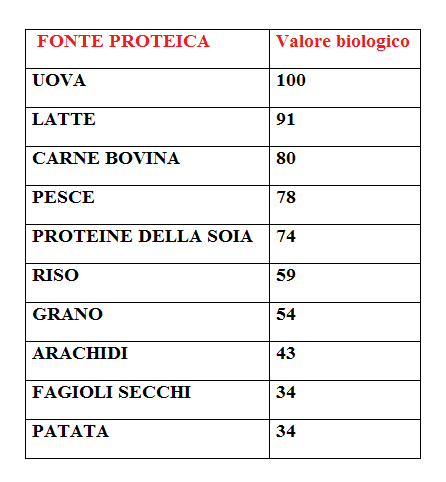 FONTE PROTEICA Valore biologico
UOVA 100
LATTE 91
CARNE BOVINA 80
PESCE 78
PROTEINE DELLA SOIA 74
RISO 59
GRANO 54
ARACHIDI 43
FAGIOLI SECCHI 34
PATATA 34